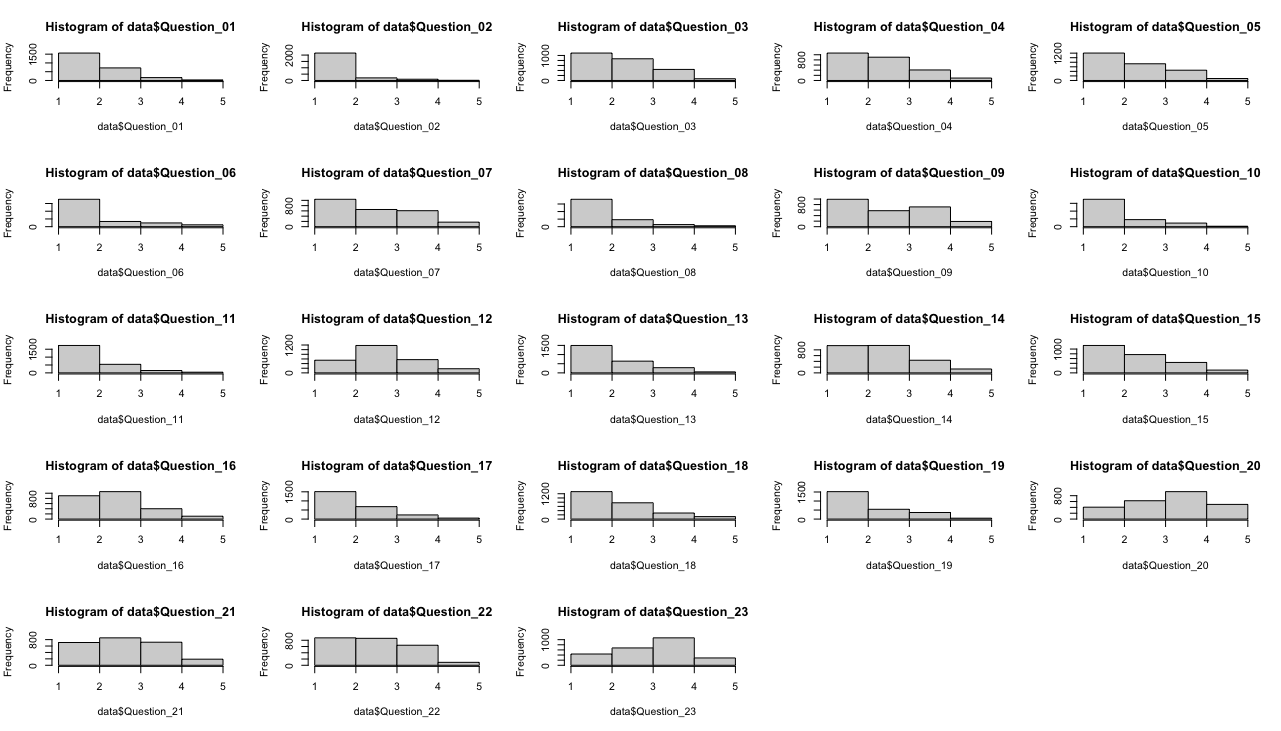 Histogram of data$Question_01
Frequency
1500
0
1 2 3 4 5
data$Question_01
Histogram of data$Question_02
Frequency
2000
0
1 2 3 4 5
data$Question_02
Histogram of data$Question_03
Frequency
1000
0
1 2 3 4 5
data$Question_03
Histogram of data$Question_04
Frequency
800
0
1 2 3 4 5
data$Question_04
Histogram of data$Question_05
Frequency
1200
0
1 2 3 4 5
data$Question_05
Histogram of data$Question_06
Frequency
0
1 2 3 4 5
data$Question_06
Histogram of data$Question_07
Frequency
800
0
1 2 3 4 5
data$Question_07
Histogram of data$Question_08
Frequency
0
1 2 3 4 5
data$Question_08
Histogram of data$Question_09
Frequency
800
0
1 2 3 4 5
data$Question_09
Histogram of data$Question_10
Frequency
0
1 2 3 4 5
data$Question_10
Histogram of data$Question_11
Frequency
1500
0
1 2 3 4 5
data$Question_11
Histogram of data$Question_12
Frequency
1200
0
1 2 3 4 5
data$Question_12
Histogram of data$Question_13
Frequency
1500
0
1 2 3 4 5
data$Question_13
Histogram of data$Question_14
Frequency
800
0
1 2 3 4 5
data$Question_14
Histogram of data$Question_15
Frequency
1000
0
1 2 3 4 5
data$Question_15
Histogram of data$Question_16
Frequency
800
0
1 2 3 4 5
data$Question_16
Histogram of data$Question_17
Frequency
1500
0
1 2 3 4 5
data$Question_17
Histogram of data$Question_18
Frequency
1200
0
1 2 3 4 5
data$Question_18
Histogram of data$Question_19
Frequency
1500
0
1 2 3 4 5
data$Question_19
Histogram of data$Question_20
Frequency
800
0
1 2 3 4 5
data$Question_20
Histogram of data$Question_21
Frequency
800
0
1 2 3 4 5
data$Question_21
Histogram of data$Question_22
Frequency
800
0
1 2 3 4 5
data$Question_22
Histogram of data$Question_23
Frequency
1000
0
1 2 3 4 5
data$Question_23